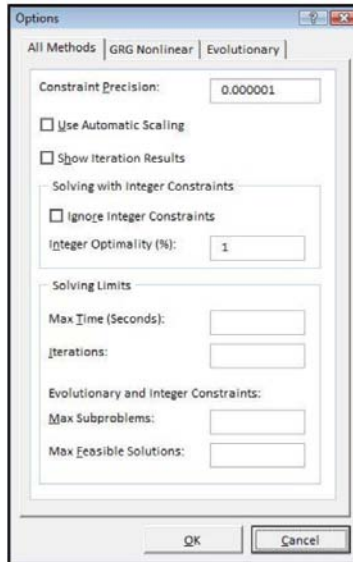 Options
All Methods GRG Nonlinear Evolutionary
Constraint Precision: 0.000001
Use Automatic Scaling
Show Iteration Results
Solving with Integer Constraints
Ignore Integer Constraints
Integer Optimality (%): 1
Solving Limits
Max Time (Seconds):
Iterations:
Evolutionary and Integer Constraints:
Max Subproblems:
Max Feasible Solutions:
OK Cancel